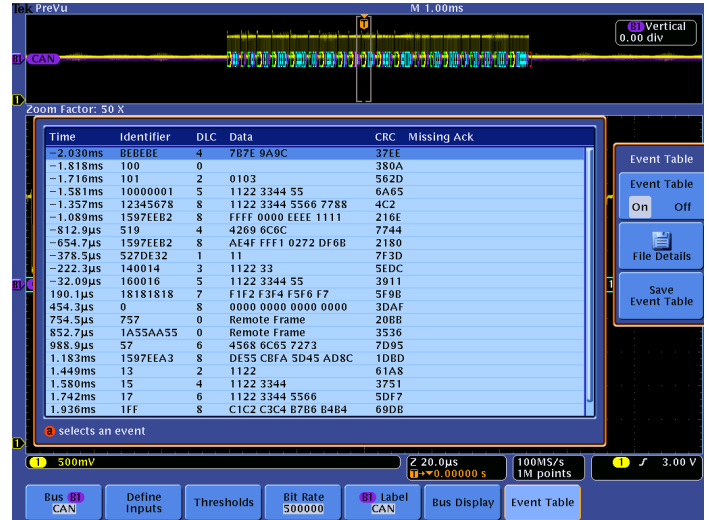 Tek PreVu M 1.00ms
T
B1 Vertical
0.00 div
B1 CAN
1
Zoom Factor: 50 X
Time Identifier DLC Data CRC Missing Ack
-2.030ms BEBEBE 4 7B7E 9A9C 37EE
-1.818ms 100 0 380A
-1.716ms 101 2 0103 562D
-1.581ms 10000001 5 1122 3344 55 6A65
-1.357ms 12345678 8 1122 3344 5566 7788 4C2
-1.089ms 1597EEB2 8 FFFF 0000 EEEE 1111 216E
-812.9µs 519 4 4269 6C6C 7744
-654.7µs 1597EEB2 8 AE4F FFF1 0272 DF6B 2180
-378.5µs 527DE32 1 11 7F3D
-222.3µs 140014 3 1122 33 5EDC
-32.09µs 160016 5 1122 3344 55 3911
190.1µs 18181818 7 F1F2 F3F4 F5F6 F7 5F9B
454.3µs 0 8 0000 0000 0000 0000 3DAF
754.5µs 757 0 Remote Frame 20BB
852.7µs 1A55AA55 0 Remote Frame 3536
988.9µs 57 6 4568 6C65 7273 7D95
1.183ms 1597EEA3 8 DE55 CBFA 5D45 AD8C 1DBD
1.449ms 13 2 1122 61A8
1.580ms 15 4 1122 3344 3751
1.742ms 17 6 1122 3344 5566 5DF7
1.936ms 1FF 8 C1C2 C3C4 B7B6 B4B4 69DB
a selects an event
Event Table
Event Table
On Off
File Details
Save
Event Table
B1
1
1
1 500mV
Z 20.0µs
T→▼0.00000 s
100MS/s
1M points
1 3.00 V
Bus B1
CAN
Define
Inputs
Thresholds
Bit Rate
500000
B1 Label
CAN
Bus Display
Event Table